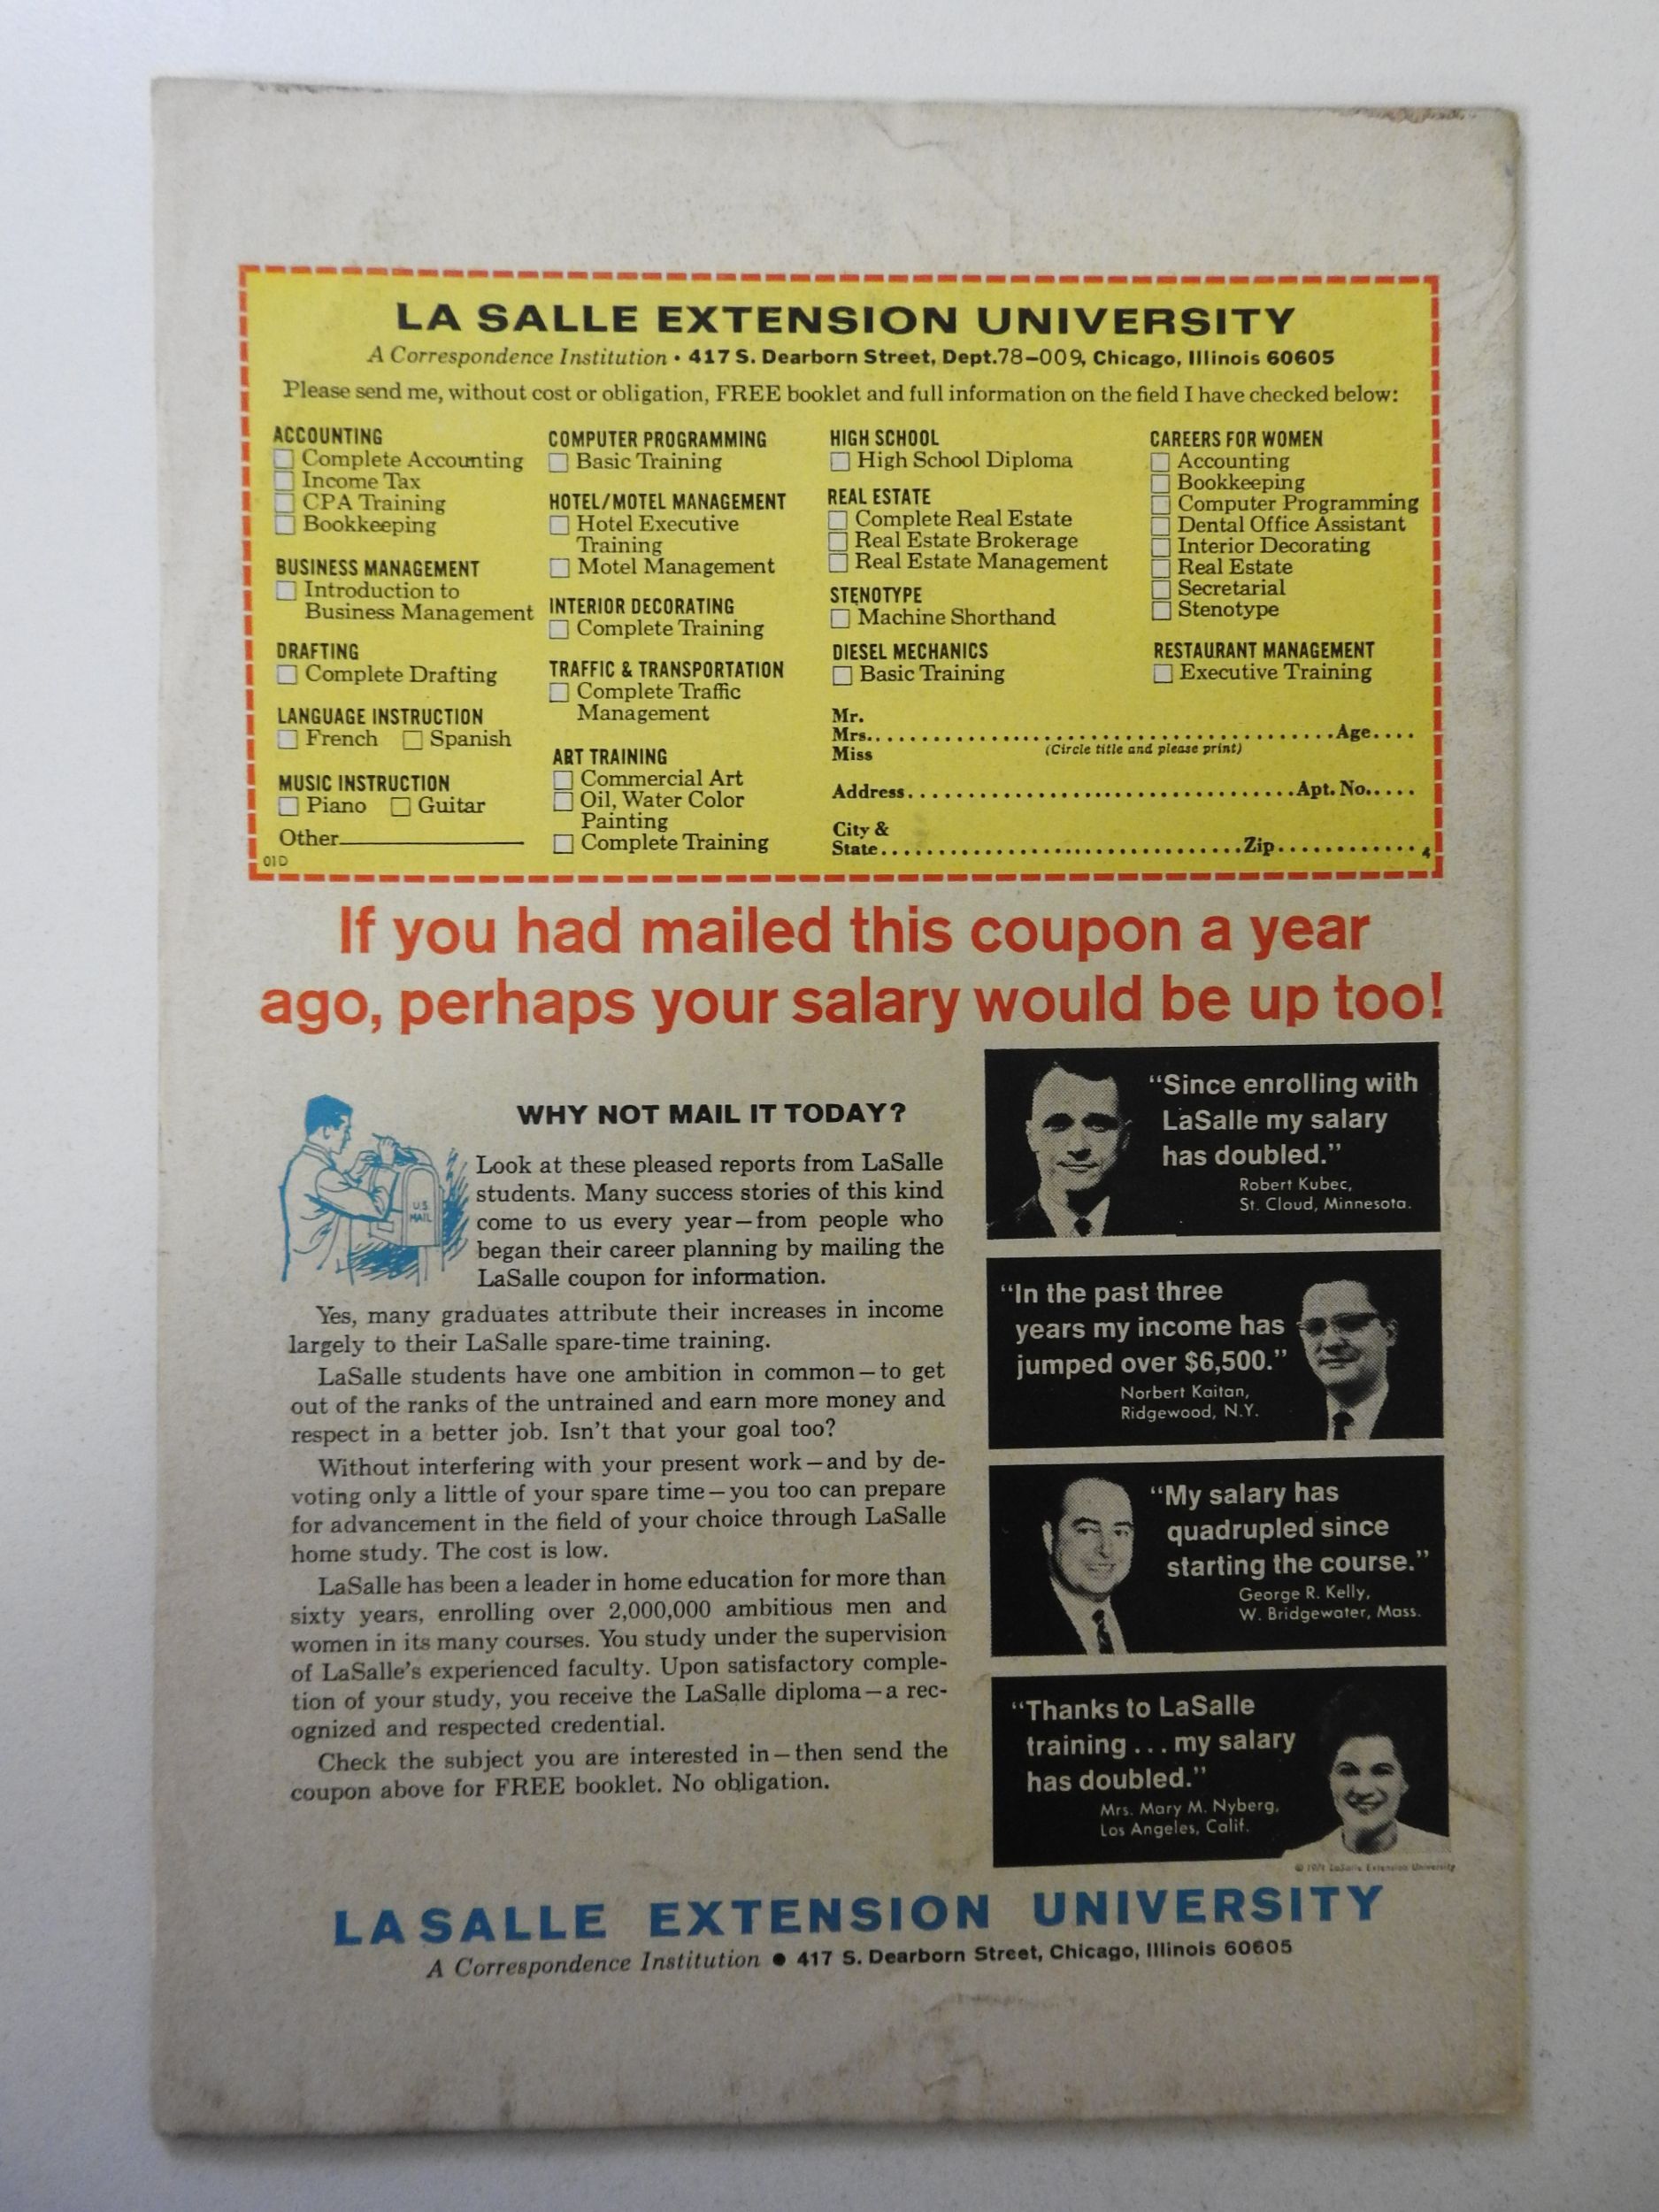 LA SALLE EXTENSION UNIVERSITY
A Correspondence Institution • 417 S. Dearborn Street, Dept.78–009, Chicago, Illinois 60605
Please send me, without cost or obligation, FREE booklet and full information on the field I have checked below:
ACCOUNTING
Complete Accounting
Income Tax
CPA Training
Bookkeeping
BUSINESS MANAGEMENT
Introduction to
Business Management
DRAFTING
Complete Drafting
LANGUAGE INSTRUCTION
French Spanish
MUSIC INSTRUCTION
Piano Guitar
Other
01D
COMPUTER PROGRAMMING
Basic Training
HOTEL/MOTEL MANAGEMENT
Hotel Executive
Training
Motel Management
INTERIOR DECORATING
Complete Training
TRAFFIC & TRANSPORTATION
Complete Traffic
Management
ART TRAINING
Commercial Art
Oil, Water Color
Painting
Complete Training
HIGH SCHOOL
High School Diploma
REAL ESTATE
Complete Real Estate
Real Estate Brokerage
Real Estate Management
STENOTYPE
Machine Shorthand
DIESEL MECHANICS
Basic Training
CAREERS FOR WOMEN
Accounting
Bookkeeping
Computer Programming
Dental Office Assistant
Interior Decorating
Real Estate
Secretarial
Stenotype
RESTAURANT MANAGEMENT
Executive Training
Mr.
Mrs. Age
Miss (Circle title and please print)
Address Apt. No.
City &
State Zip 4
If you had mailed this coupon a year
ago, perhaps your salary would be up too!
WHY NOT MAIL IT TODAY?
U.S.
MAIL
Look at these pleased reports from LaSalle
students. Many success stories of this kind
come to us every year—from people who
began their career planning by mailing the
LaSalle coupon for information.
Yes, many graduates attribute their increases in income
largely to their LaSalle spare-time training.
LaSalle students have one ambition in common—to get
out of the ranks of the untrained and earn more money and
respect in a better job. Isn't that your goal too?
Without interfering with your present work—and by de-
voting only a little of your spare time—you too can prepare
for advancement in the field of your choice through LaSalle
home study. The cost is low.
LaSalle has been a leader in home education for more than
sixty years, enrolling over 2,000,000 ambitious men and
women in its many courses. You study under the supervision
of LaSalle's experienced faculty. Upon satisfactory comple-
tion of your study, you receive the LaSalle diploma—a rec-
ognized and respected credential.
Check the subject you are interested in—then send the
coupon above for FREE booklet. No obligation.
"Since enrolling with
LaSalle my salary
has doubled."
Robert Kubec,
St. Cloud, Minnesota.
"In the past three
years my income has
jumped over $6,500."
Norbert Kaitan,
Ridgewood, N.Y.
"My salary has
quadrupled since
starting the course."
George R. Kelly,
W. Bridgewater, Mass.
"Thanks to LaSalle
training ... my salary
has doubled."
Mrs. Mary M. Nyberg,
Los Angeles, Calif.
© 1971 LaSalle Extension University
LASALLE EXTENSION UNIVERSITY
A Correspondence Institution • 417 S. Dearborn Street, Chicago, Illinois 60605